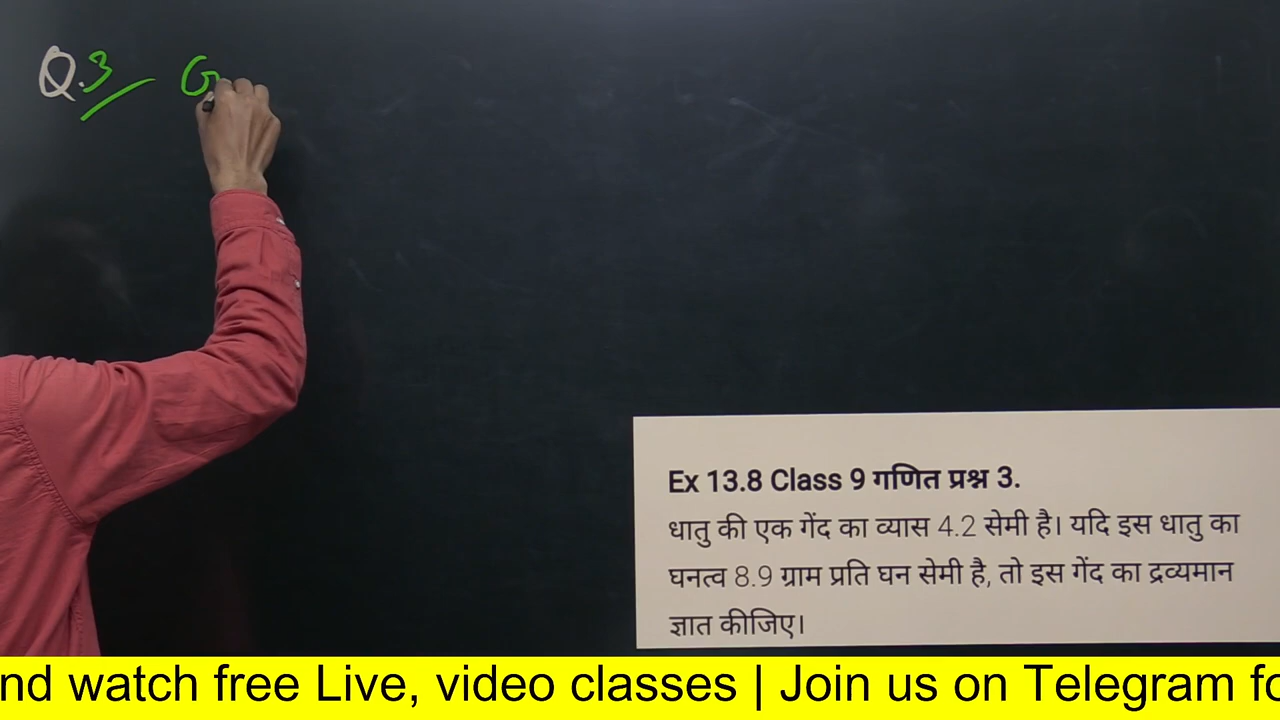 Q.3 G
Ex 13.8 Class 9 गणित प्रश्न 3.
धातु की एक गेंद का व्यास 4.2 सेमी है। यदि इस धातु का
घनत्व 8.9 ग्राम प्रति घन सेमी है, तो इस गेंद का द्रव्यमान
ज्ञात कीजिए।
nd watch free Live, video classes | Join us on Telegram fo